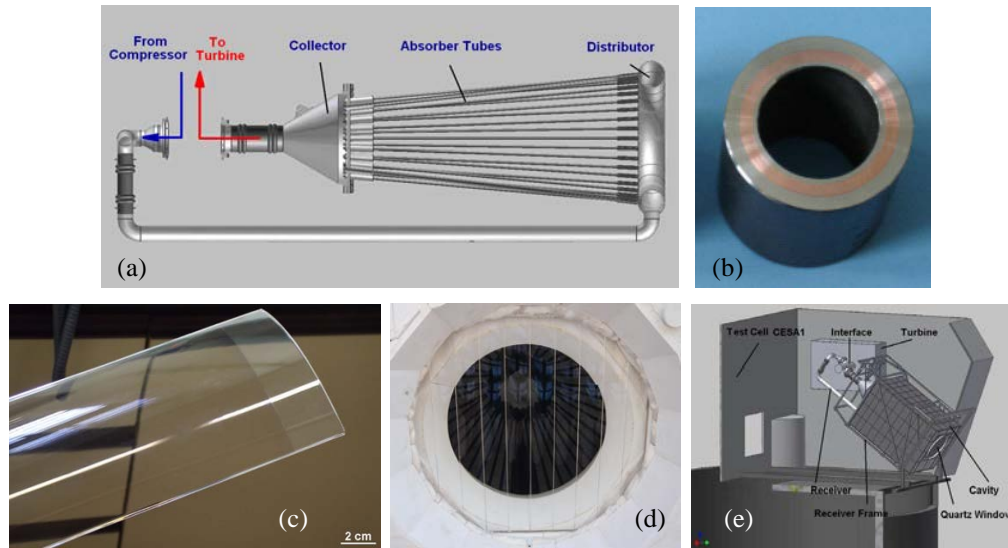 From
Compressor
To
Turbine
Collector
Absorber Tubes
Distributor
(a)
(b)
(c)
2 cm
(d)
Test Cell CESA1
Interface
Turbine
Receiver
Receiver Frame
Cavity
Quartz Window
(e)